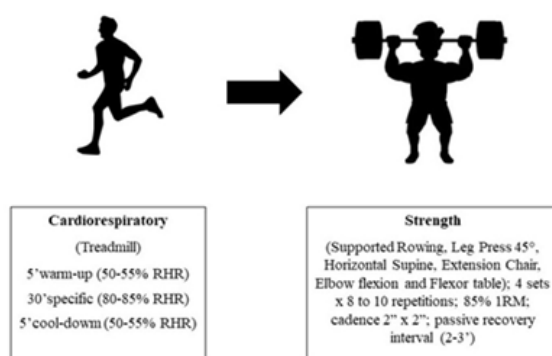 Cardiorespiratory
(Treadmill)
5'warm-up (50-55% RHR)
30'specific (80-85% RHR)
5'cool-dowm (50-55% RHR)
Strength
(Supported Rowing, Leg Press 45°,
Horizontal Supine, Extension Chair,
Elbow flexion and Flexor table); 4 sets
x 8 to 10 repetitions; 85% 1RM;
cadence 2” x 2”; passive recovery
interval (2-3’)